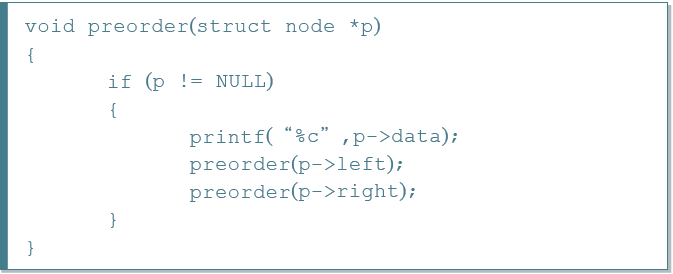 void preorder(struct node *p)
{
if (p != NULL)
{
printf( “%c” ,p->data);
preorder(p->left);
preorder(p->right);
}
}